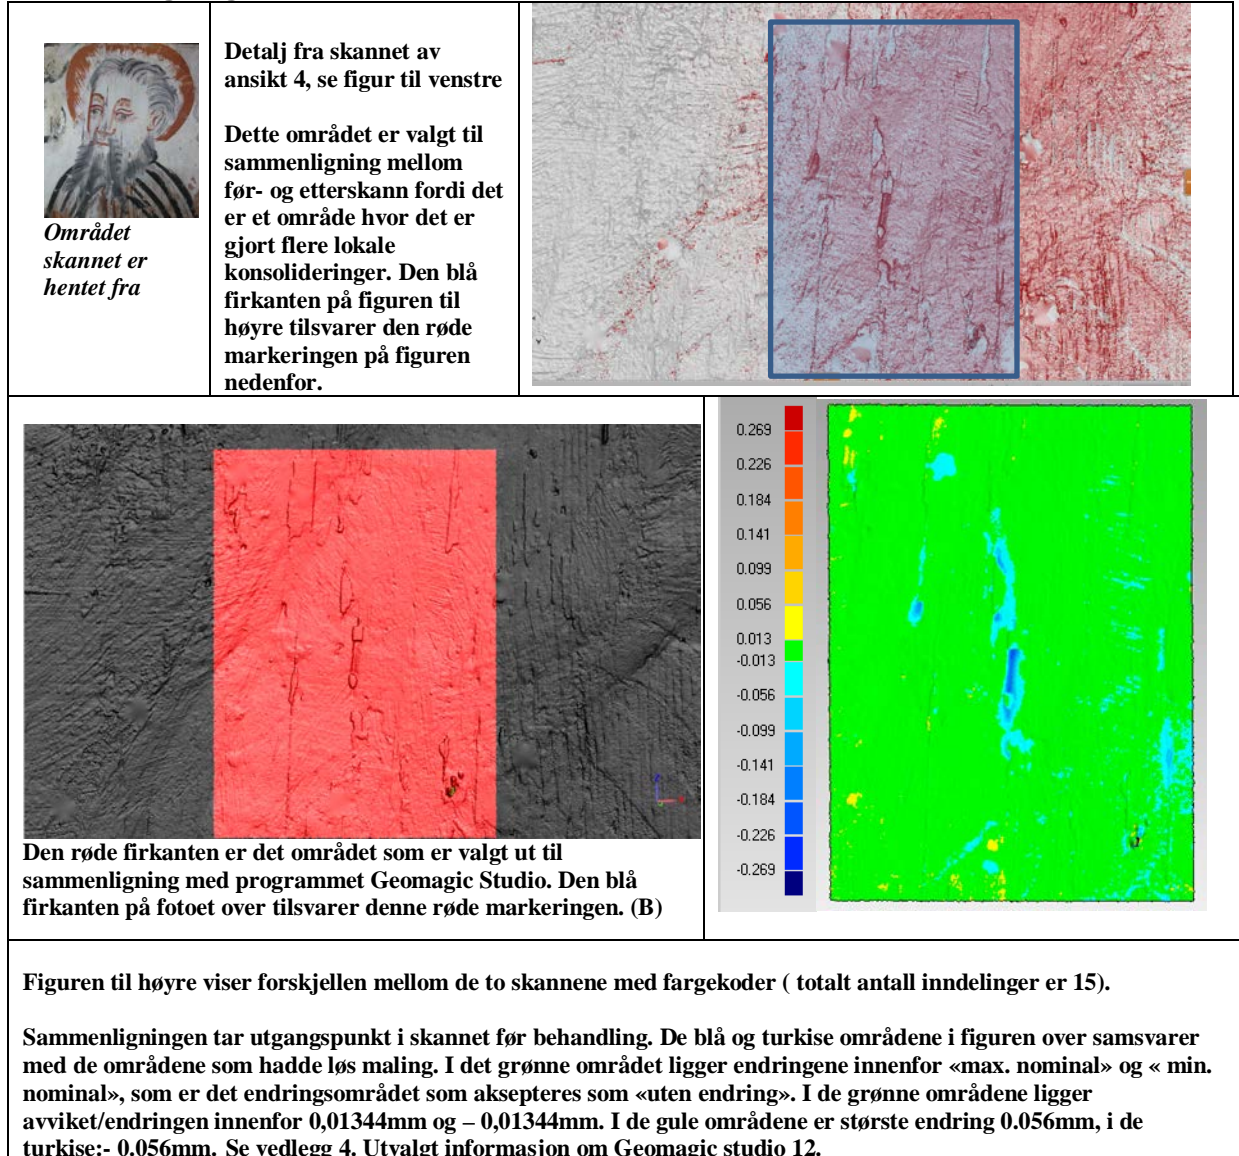 Området
skannet er
hentet fra
Detalj fra skannet av
ansikt 4, se figur til venstre
Dette området er valgt til
sammenligning mellom
før- og etterskann fordi det
er et område hvor det er
gjort flere lokale
konsolideringer. Den blå
firkanten på figuren til
høyre tilsvarer den røde
markeringen på figuren
nedenfor.
Den røde firkanten er det området som er valgt ut til
sammenligning med programmet Geomagic Studio. Den blå
firkanten på fotoet over tilsvarer denne røde markeringen. (B)
0.269
0.226
0.184
0.141
0.099
0.056
0.013
-0.013
-0.056
-0.099
-0.141
-0.184
-0.226
-0.269
Figuren til høyre viser forskjellen mellom de to skannene med fargekoder ( totalt antall inndelinger er 15).
Sammenligningen tar utgangspunkt i skannet før behandling. De blå og turkise områdene i figuren over samsvarer
med de områdene som hadde løs maling. I det grønne området ligger endringene innenfor «max. nominal» og « min.
nominal», som er det endringsområdet som aksepteres som «uten endring». I de grønne områdene ligger
avviket/endringen innenfor 0,01344mm og – 0,01344mm. I de gule områdene er største endring 0.056mm, i de
turkise:- 0.056mm. Se vedlegg 4. Utvalgt informasjon om Geomagic studio 12.